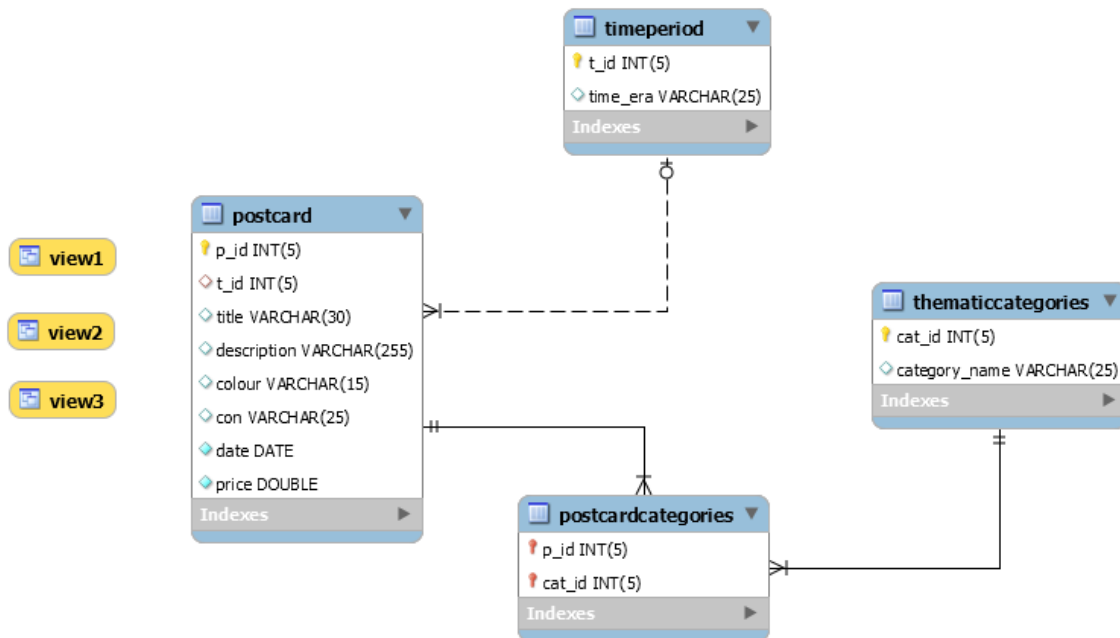 timeperiod
t_id INT(5)
time_era VARCHAR(25)
Indexes
postcard
p_id INT(5)
t_id INT(5)
title VARCHAR(30)
description VARCHAR(255)
colour VARCHAR(15)
con VARCHAR(25)
date DATE
price DOUBLE
Indexes
view1
view2
view3
thematiccategories
cat_id INT(5)
category_name VARCHAR(25)
Indexes
postcardcategories
p_id INT(5)
cat_id INT(5)
Indexes